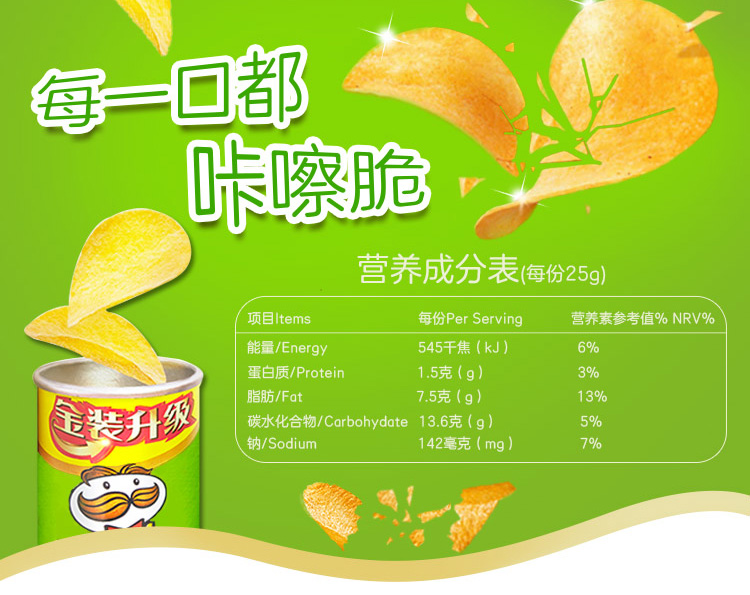 每一口都
咔嚓脆
营养成分表(每份25g)
项目Items 每份Per Serving 营养素参考值% NRV%
能量/Energy 545千焦（kJ） 6%
蛋白质/Protein 1.5克（g） 3%
脂肪/Fat 7.5克（g） 13%
碳水化合物/Carbohydate 13.6克（g） 5%
钠/Sodium 142毫克（mg） 7%
金装升级